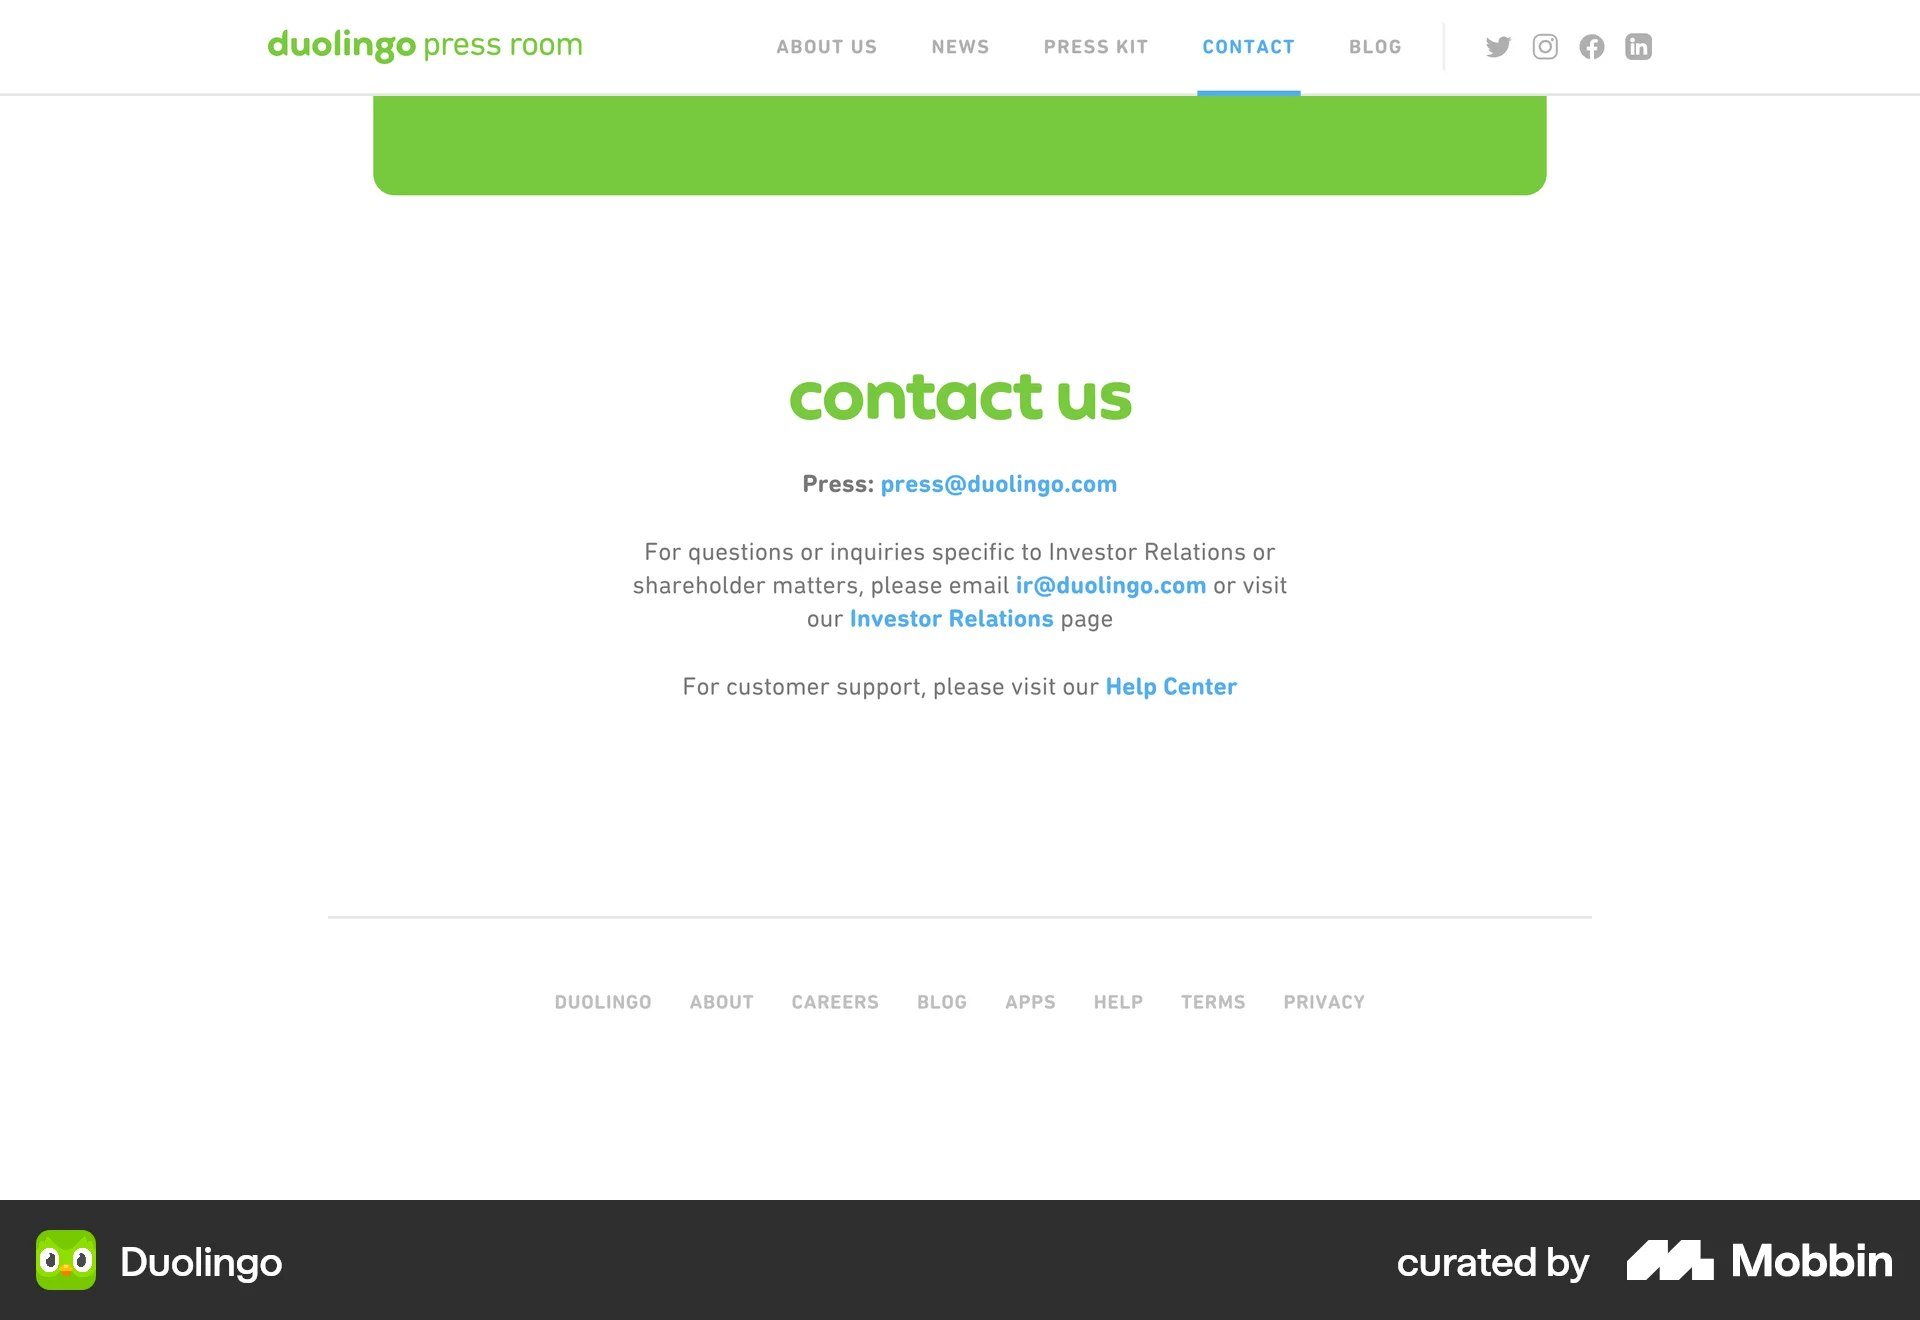 duolingo press room
ABOUT US NEWS PRESS KIT CONTACT BLOG
contact us
Press: press@duolingo.com
For questions or inquiries specific to Investor Relations or
shareholder matters, please email ir@duolingo.com or visit
our Investor Relations page
For customer support, please visit our Help Center
DUOLINGO ABOUT CAREERS BLOG APPS HELP TERMS PRIVACY
Duolingo
curated by Mobbin